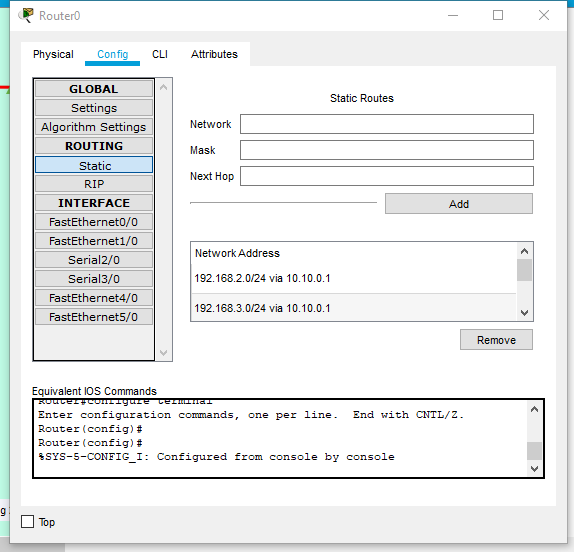 Router0
Physical Config CLI Attributes
GLOBAL
Settings
Algorithm Settings
ROUTING
Static
RIP
INTERFACE
FastEthernet0/0
FastEthernet1/0
Serial2/0
Serial3/0
FastEthernet4/0
FastEthernet5/0
Static Routes
Network
Mask
Next Hop
Add
Network Address
192.168.2.0/24 via 10.10.0.1
192.168.3.0/24 via 10.10.0.1
Remove
Equivalent IOS Commands
Router#configure terminal
Enter configuration commands, one per line.  End with CNTL/Z.
Router(config)#
Router(config)#
%SYS-5-CONFIG_I: Configured from console by console
Top
g